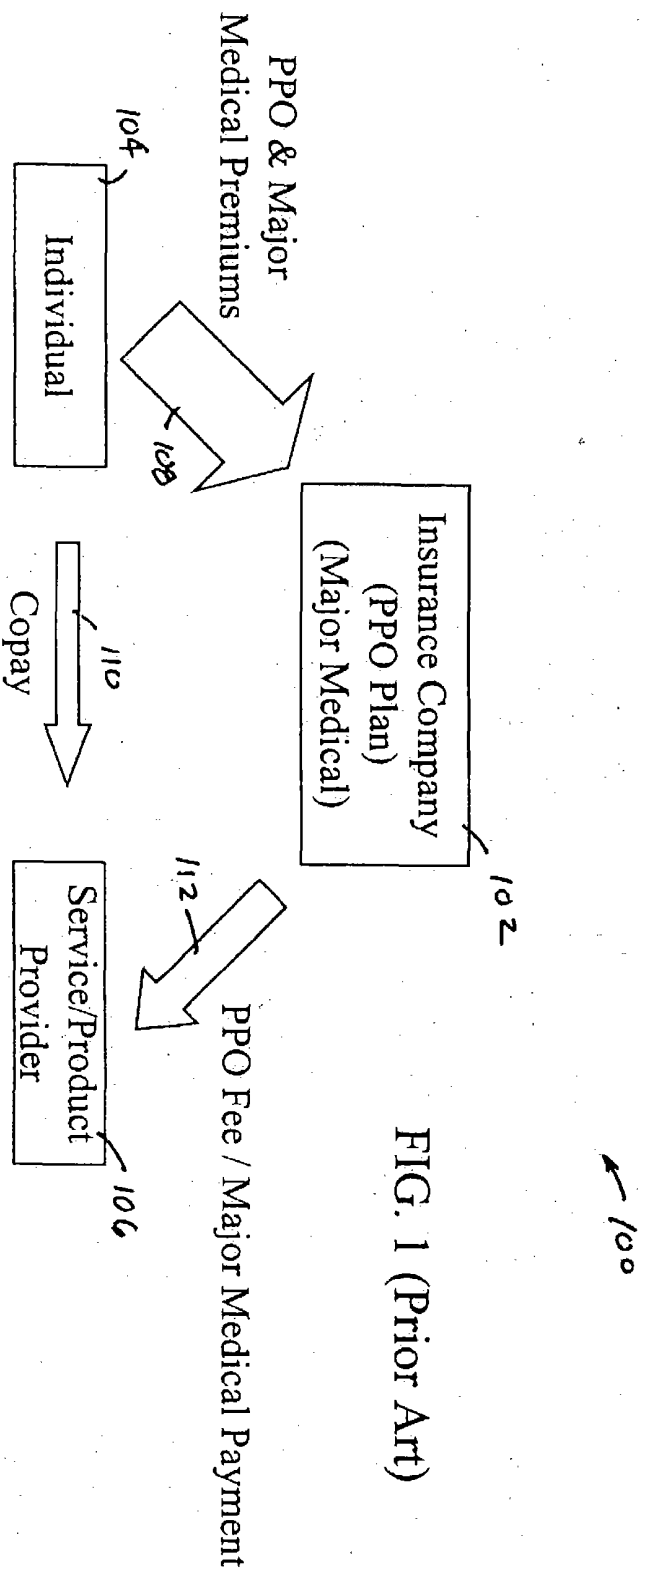 100
FIG. 1 (Prior Art)
Insurance Company
(PPO Plan)
(Major Medical)
102
PPO & Major
Medical Premiums
108
PPO Fee / Major Medical Payment
112
104
Individual
110
Copay
Service/Product
Provider
106